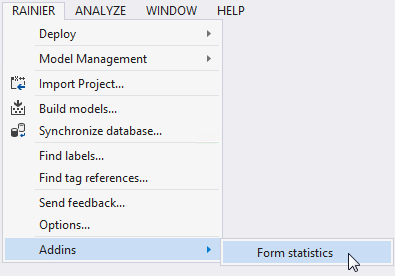 RAINIER ANALYZE WINDOW HELP
Deploy
Model Management
Import Project...
Build models...
Synchronize database...
Find labels...
Find tag references...
Send feedback...
Options...
Addins
Form statistics